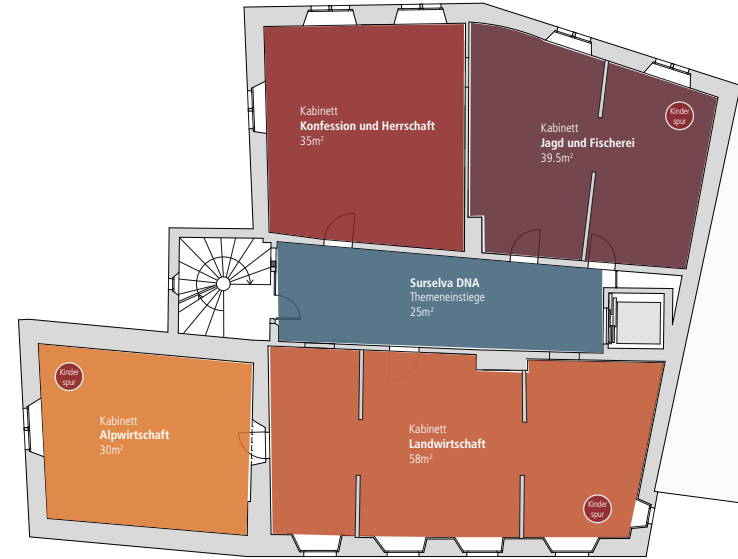 Kabinett
Konfession und Herrschaft
35m²
Kinder
spur
Kabinett
Jagd und Fischerei
39.5m²
Surselva DNA
Themeneinstiege
25m²
Kinder
spur
Kabinett
Alpwirtschaft
30m²
Kabinett
Landwirtschaft
58m²
Kinder
spur